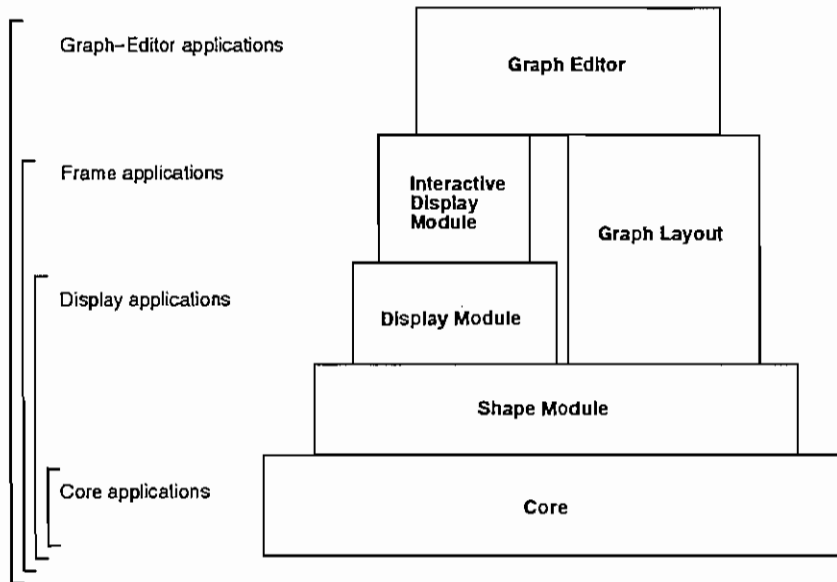 Graph-Editor applications
Graph Editor
Frame applications
Interactive
Display
Module
Graph Layout
Display applications
Display Module
Shape Module
Core applications
Core